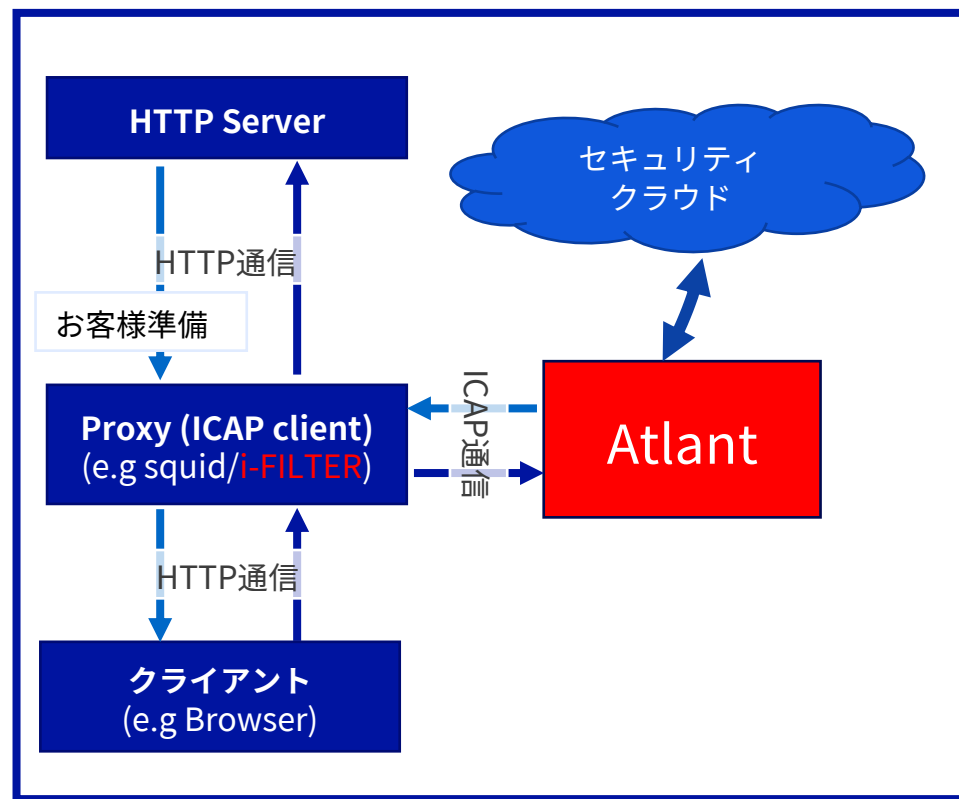 HTTP Server
セキュリティ
クラウド
HTTP通信
お客様準備
Proxy (ICAP client)
(e.g squid/i-FILTER)
ICAP通信
Atlant
HTTP通信
クライアント
(e.g Browser)